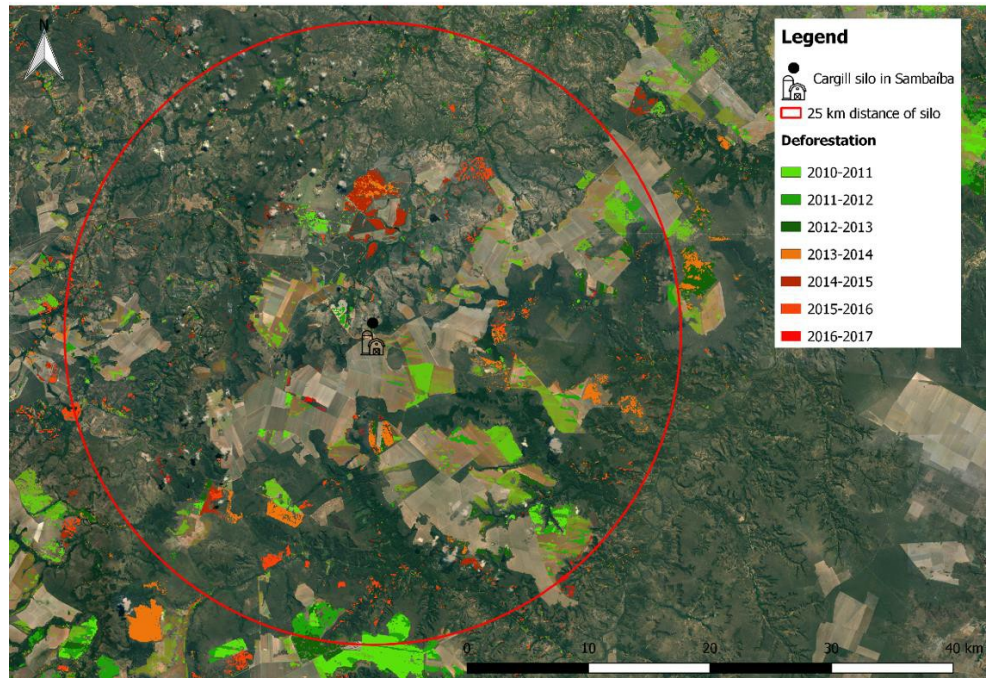 N
Legend
Cargill silo in Sambaíba
25 km distance of silo
Deforestation
2010-2011
2011-2012
2012-2013
2013-2014
2014-2015
2015-2016
2016-2017
0 10 20 30 40 km